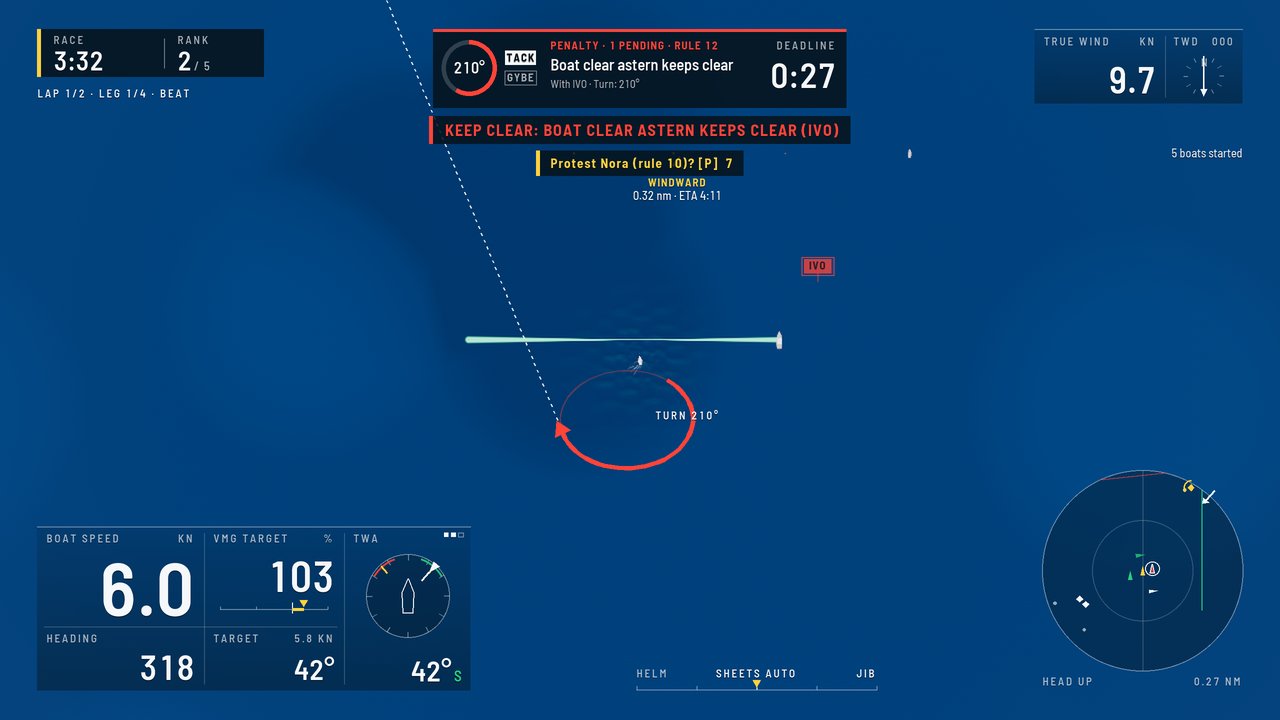 RACE
3:32
RANK
2 / 5
LAP 1/2 · LEG 1/4 · BEAT
210°
TACK
GYBE
PENALTY · 1 PENDING · RULE 12
Boat clear astern keeps clear
With IVO · Turn: 210°
DEADLINE
0:27
KEEP CLEAR: BOAT CLEAR ASTERN KEEPS CLEAR (IVO)
Protest Nora (rule 10)? [P] 7
WINDWARD
0.32 nm · ETA 4:11
TRUE WIND KN
9.7
TWD 000
N
5 boats started
IVO
TURN 210°
BOAT SPEED KN
6.0
VMG TARGET %
103
TWA
42° S
HEADING
318
TARGET 5.8 KN
42°
HELM
SHEETS AUTO
JIB
HEAD UP
0.27 NM